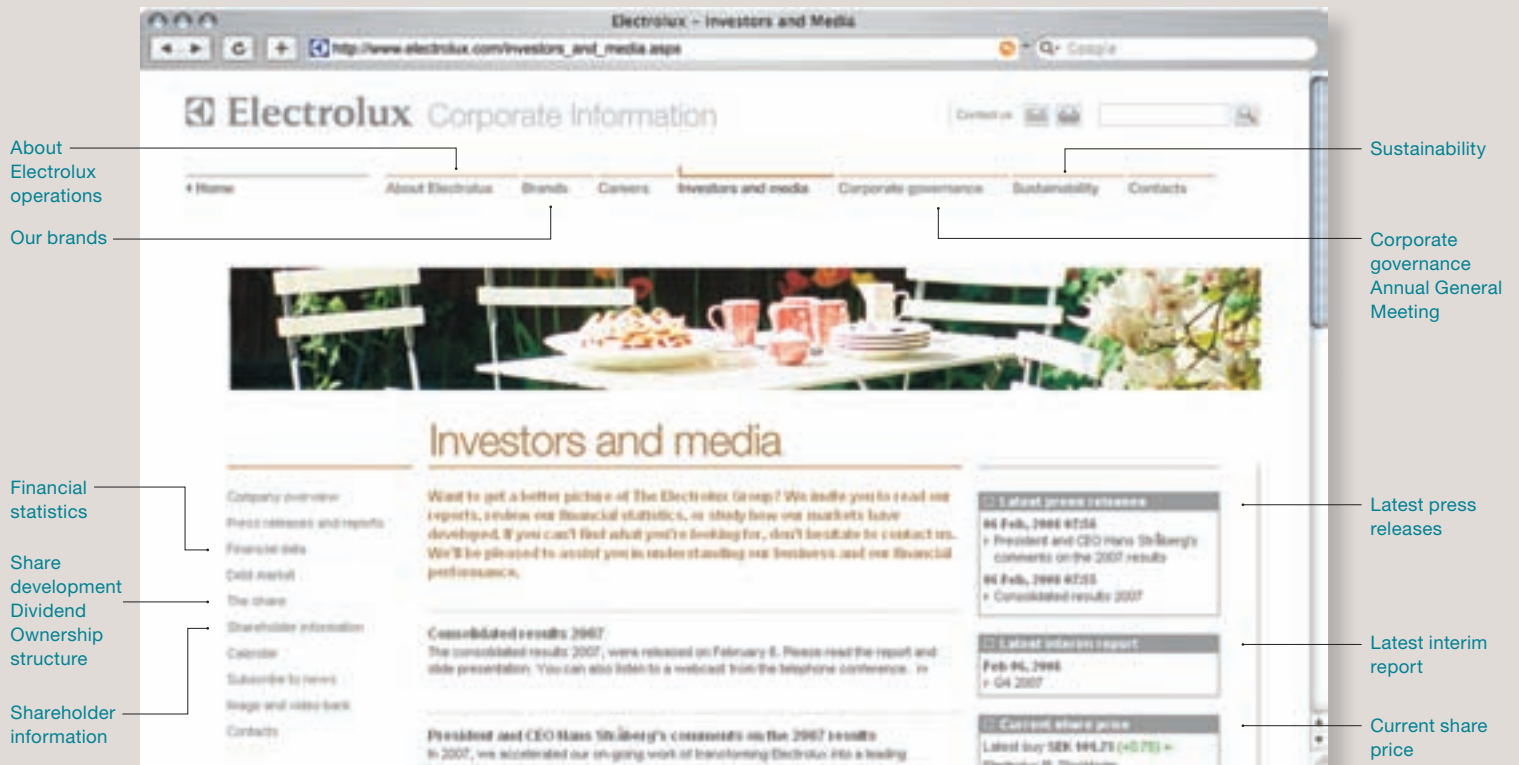 Electrolux – Investors and Media
http://www.electrolux.com/investors_and_media.aspx
Google
Electrolux Corporate Information
Contact us
Home
About Electrolux
Brands
Careers
Investors and media
Corporate governance
Sustainability
Contacts
About
Electrolux
operations
Our brands
Sustainability
Corporate
governance
Annual General
Meeting
Investors and media
Financial
statistics
Share
development
Dividend
Ownership
structure
Shareholder
information
Company overview
Press releases and reports
Financial data
Debt market
The share
Shareholder information
Calendar
Subscribe to news
Image and video bank
Contacts
Want to get a better picture of The Electrolux Group? We invite you to read our
reports, review our financial statistics, or study how our markets have
developed. If you can't find what you're looking for, don't hesitate to contact us.
We'll be pleased to assist you in understanding our business and our financial
performance.
Consolidated results 2007
The consolidated results 2007, were released on February 6. Please read the report and
slide presentation. You can also listen to a webcast from the telephone conference.
President and CEO Hans Stråberg's comments on the 2007 results
In 2007, we accelerated our on-going work of transforming Electrolux into a leading
Latest press releases
06 Feb, 2008 07:56
President and CEO Hans Stråberg's
comments on the 2007 results
06 Feb, 2008 07:55
Consolidated results 2007
Latest interim report
Feb 06, 2008
Q4 2007
Current share price
Latest buy SEK (+0.75)
Latest press
releases
Latest interim
report
Current share
price